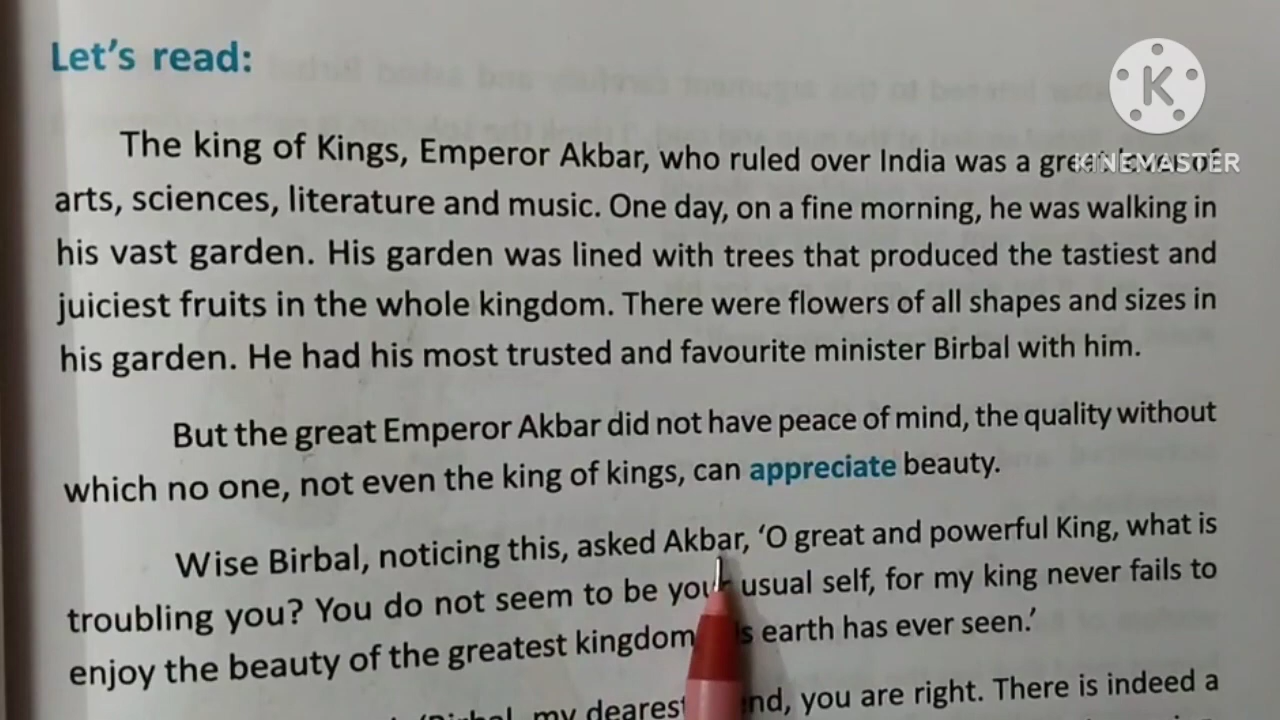 Let's read:
KINEMASTER
The king of Kings, Emperor Akbar, who ruled over India was a great of
arts, sciences, literature and music. One day, on a fine morning, he was walking in
his vast garden. His garden was lined with trees that produced the tastiest and
juiciest fruits in the whole kingdom. There were flowers of all shapes and sizes in
his garden. He had his most trusted and favourite minister Birbal with him.
But the great Emperor Akbar did not have peace of mind, the quality without
which no one, not even the king of kings, can appreciate beauty.
Wise Birbal, noticing this, asked Akbar, 'O great and powerful King, what is
troubling you? You do not seem to be your usual self, for my king never fails to
enjoy the beauty of the greatest kingdom earth has ever seen.'
'Birbal, my dearest you are right. There is indeed a